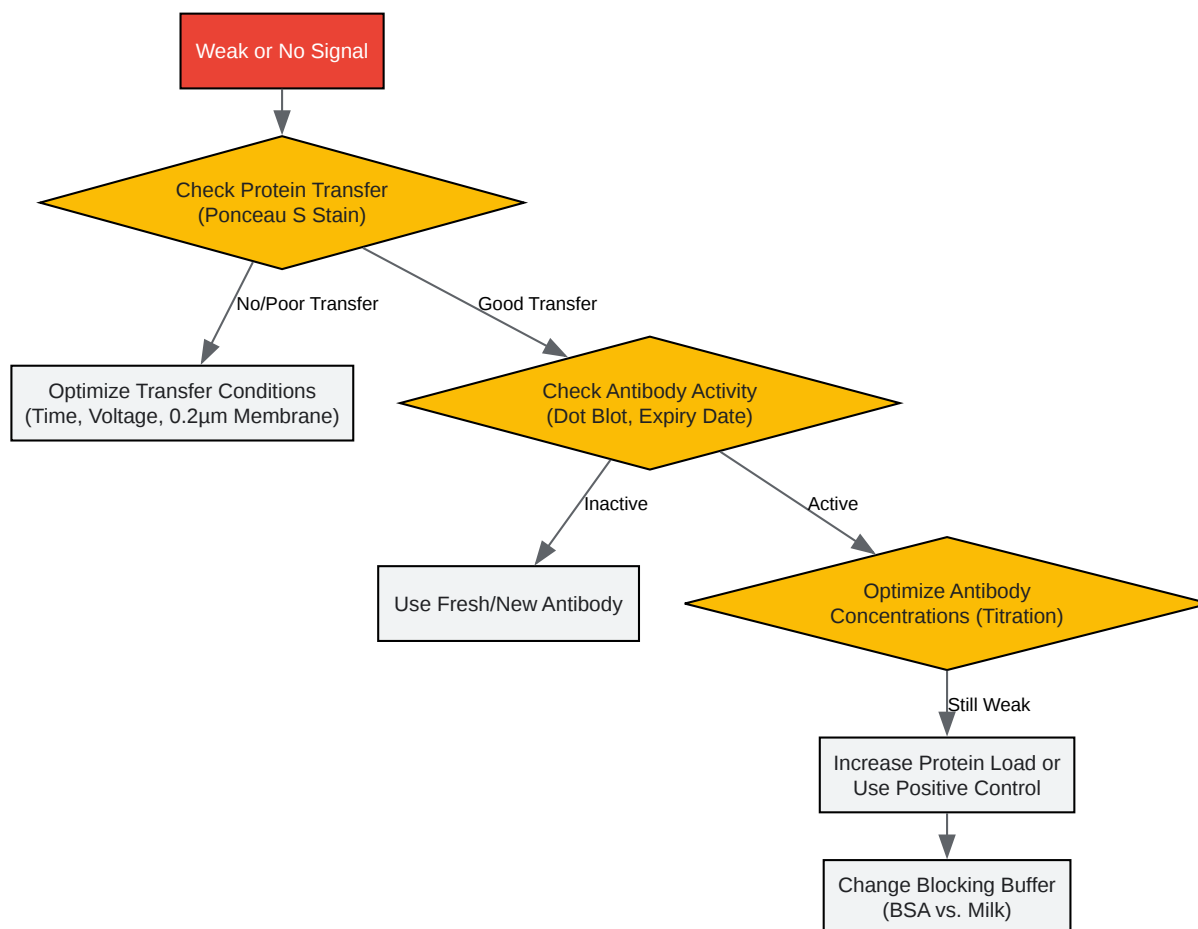 Weak or No Signal
Check Protein Transfer
(Ponceau S Stain)
No/Poor Transfer
Good Transfer
Optimize Transfer Conditions
(Time, Voltage, 0.2µm Membrane)
Check Antibody Activity
(Dot Blot, Expiry Date)
Inactive
Active
Use Fresh/New Antibody
Optimize Antibody
Concentrations (Titration)
Still Weak
Increase Protein Load or
Use Positive Control
Change Blocking Buffer
(BSA vs. Milk)